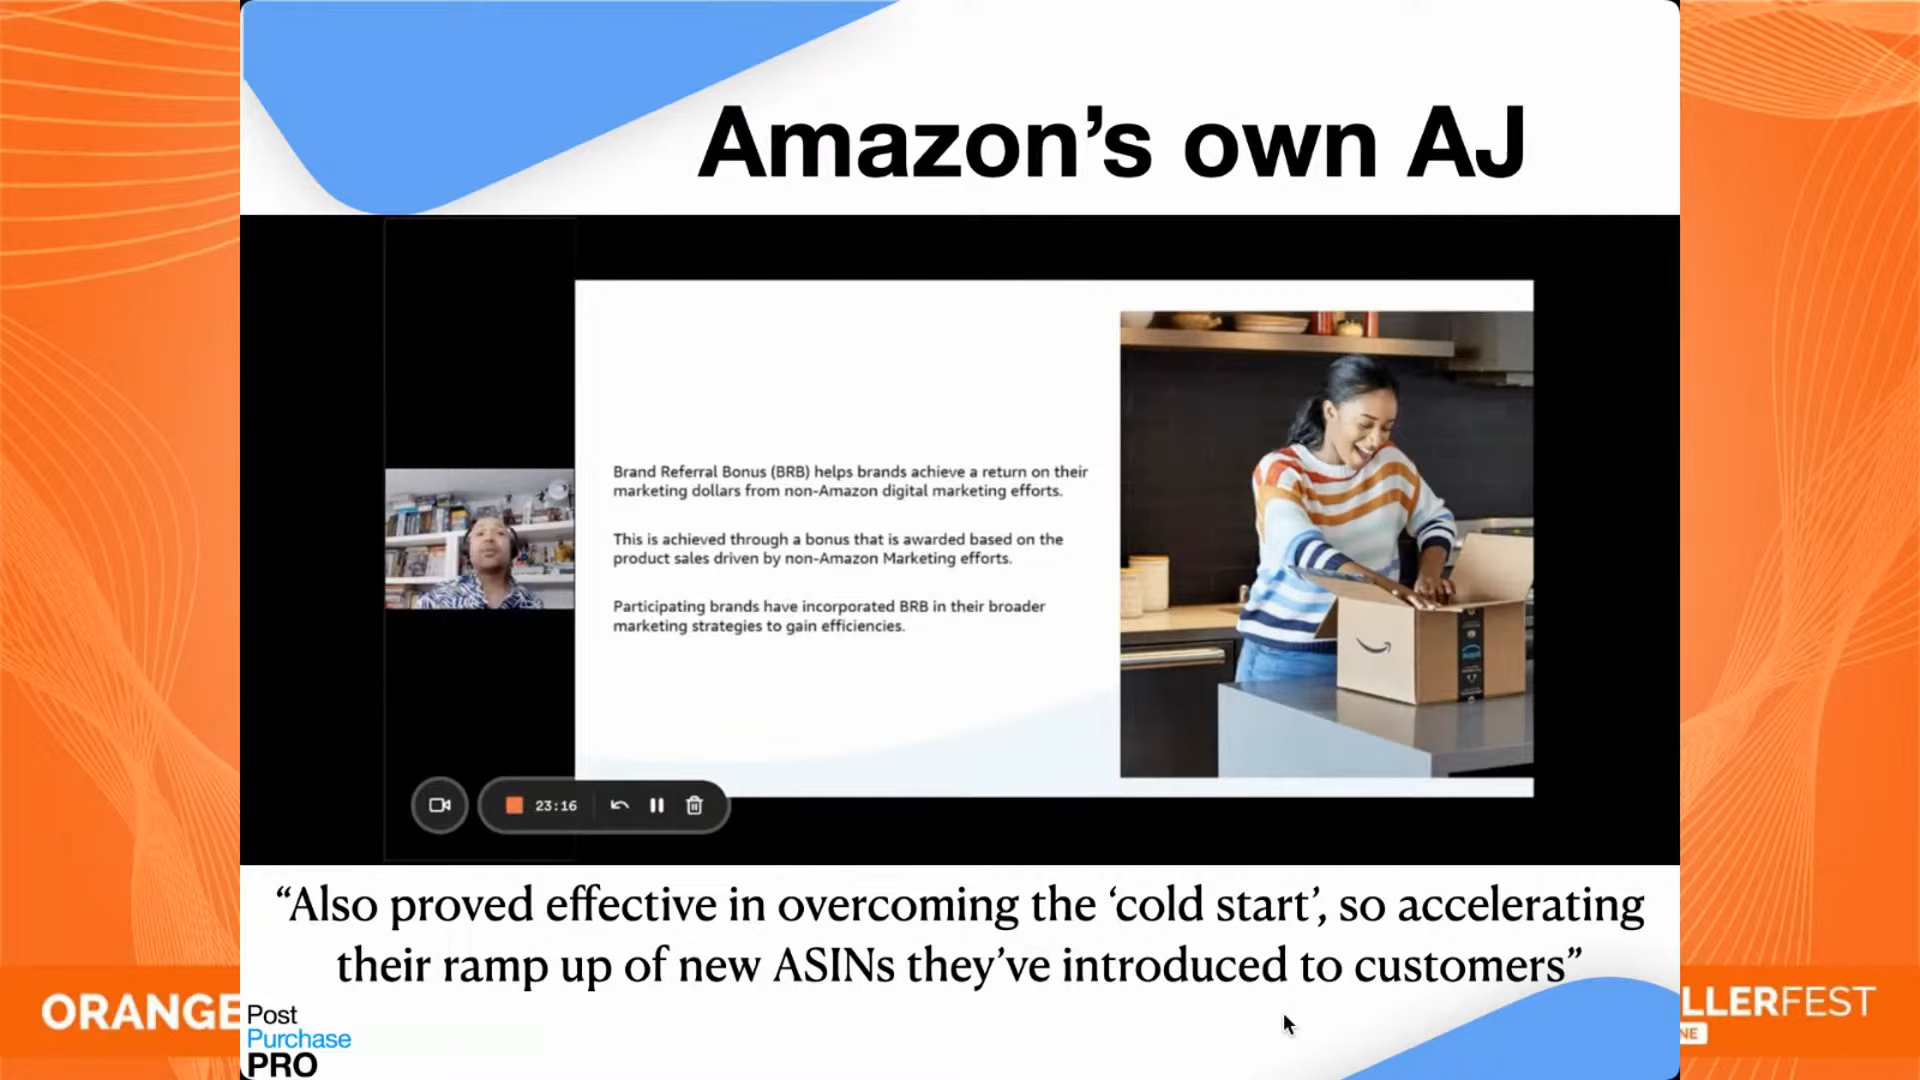 Amazon’s own AJ
Brand Referral Bonus (BRB) helps brands achieve a return on their
marketing dollars from non-Amazon digital marketing efforts.
This is achieved through a bonus that is awarded based on the
product sales driven by non-Amazon Marketing efforts.
Participating brands have incorporated BRB in their broader
marketing strategies to gain efficiencies.
23:16
“Also proved effective in overcoming the ‘cold start’, so accelerating
their ramp up of new ASINs they’ve introduced to customers”
ORANGE
Post
Purchase
PRO
LLERFEST
NE